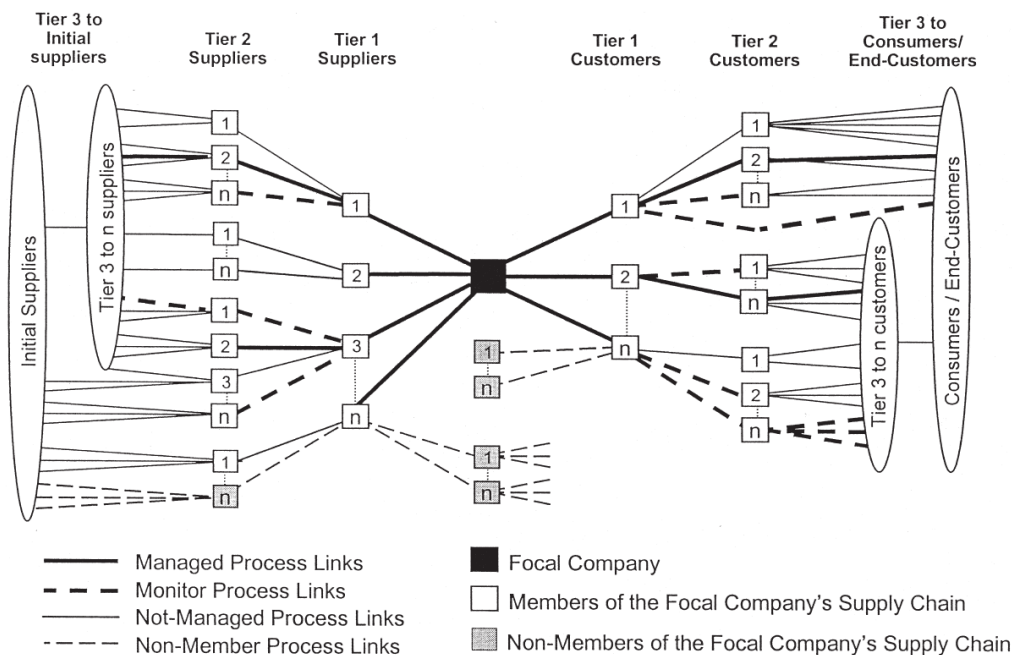 Tier 3 to
Initial
suppliers
Tier 2
Suppliers
Tier 1
Suppliers
Tier 1
Customers
Tier 2
Customers
Tier 3 to
Consumers/
End-Customers
Initial Suppliers
Tier 3 to n suppliers
1
2
n
1
n
1
2
3
n
1
n
1
2
3
n
1
n
1
n
1
2
n
1
2
n
1
n
1
2
n
Tier 3 to n customers
Consumers / End-Customers
Managed Process Links
Monitor Process Links
Not-Managed Process Links
Non-Member Process Links
Focal Company
Members of the Focal Company's Supply Chain
Non-Members of the Focal Company's Supply Chain